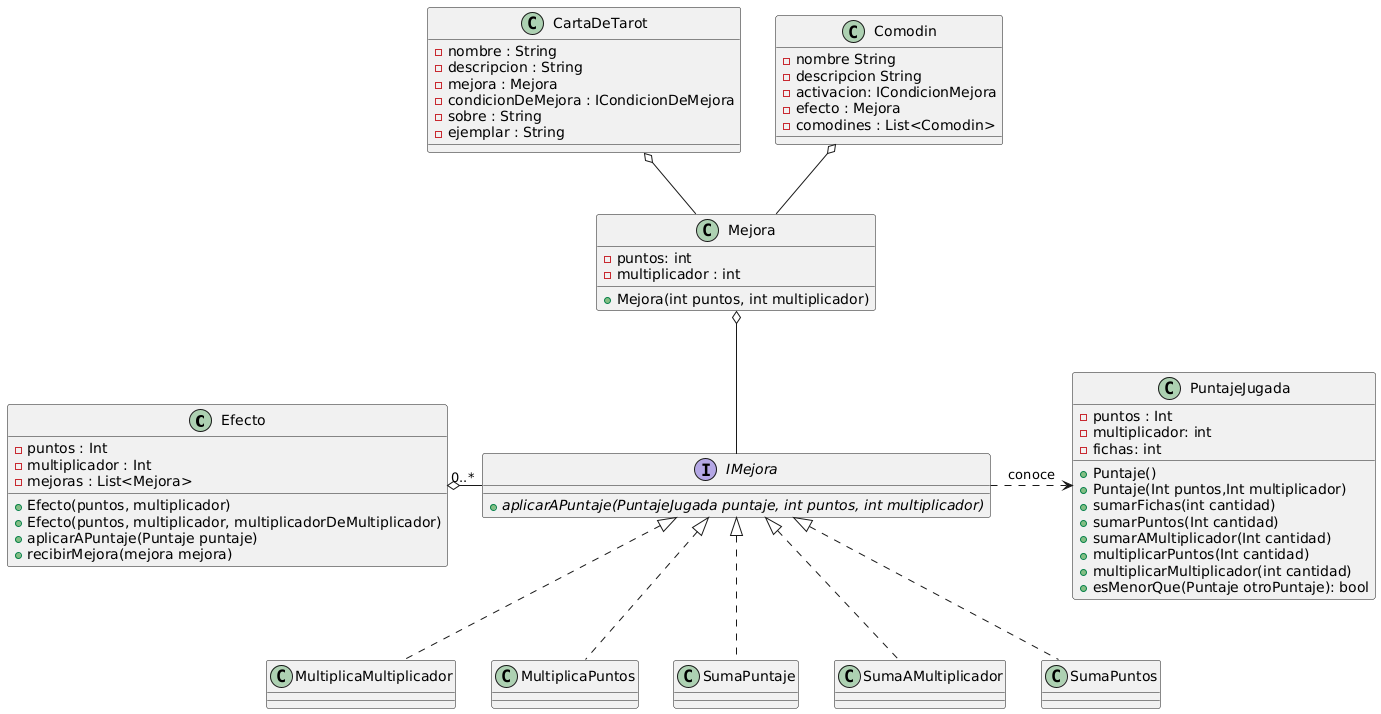 C CartaDeTarot
nombre : String
descripcion : String
mejora : Mejora
condicionDeMejora : ICondicionDeMejora
sobre : String
ejemplar : String
C Comodin
nombre String
descripcion String
activacion: ICondicionMejora
efecto : Mejora
comodines : List<Comodin>
C Mejora
puntos: int
multiplicador : int
Mejora(int puntos, int multiplicador)
C Efecto
puntos : Int
multiplicador : Int
mejoras : List<Mejora>
Efecto(puntos, multiplicador)
Efecto(puntos, multiplicador, multiplicadorDeMultiplicador)
aplicarAPuntaje(Puntaje puntaje)
recibirMejora(mejora mejora)
0..*
I IMejora
aplicarAPuntaje(PuntajeJugada puntaje, int puntos, int multiplicador)
conoce
C PuntajeJugada
puntos : Int
multiplicador: int
fichas: int
Puntaje()
Puntaje(Int puntos,Int multiplicador)
sumarFichas(int cantidad)
sumarPuntos(Int cantidad)
sumarAMultiplicador(Int cantidad)
multiplicarPuntos(Int cantidad)
multiplicarMultiplicador(int cantidad)
esMenorQue(Puntaje otroPuntaje): bool
C MultiplicaMultiplicador
C MultiplicaPuntos
C SumaPuntaje
C SumaAMultiplicador
C SumaPuntos